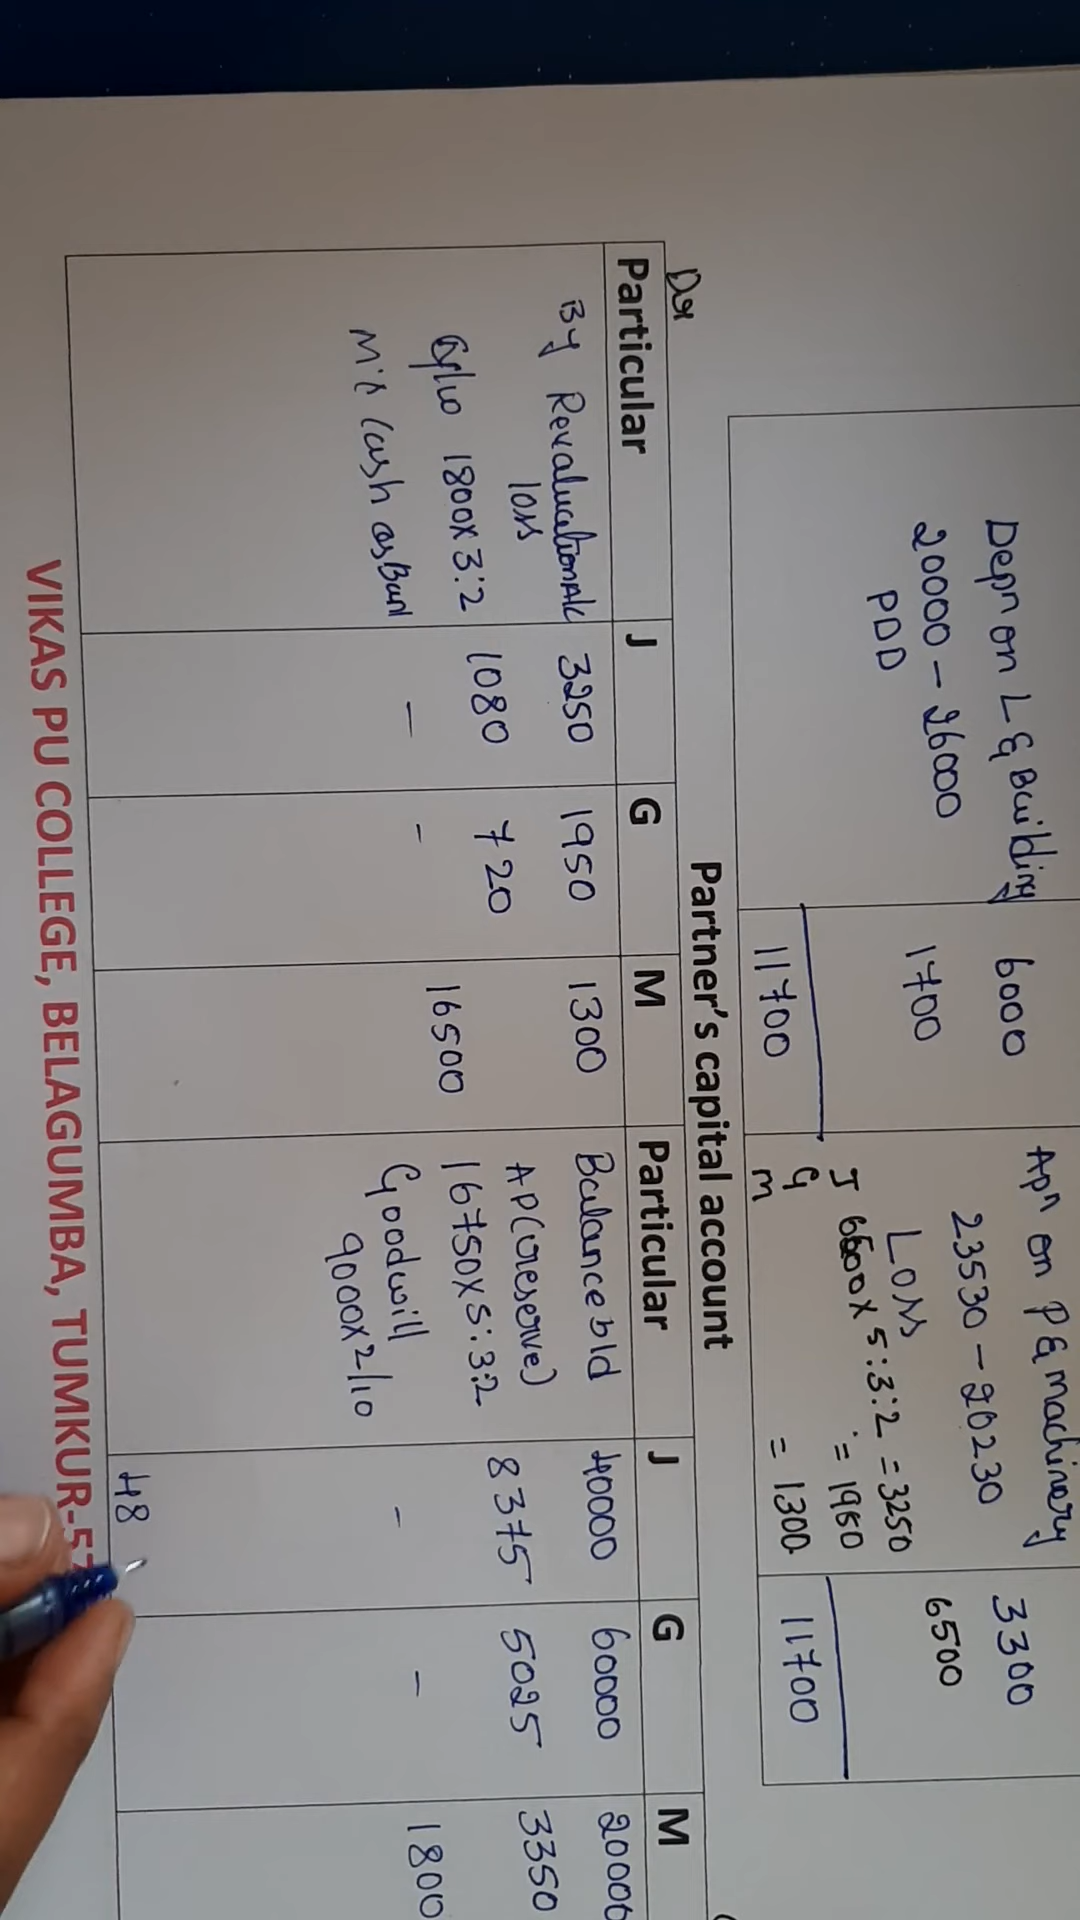 Depn on L & Building 6000 Apn on P & machinery 3300
20000 - 26000 23530 - 20230
PDD 1700 Loss 6500
J 6500 x 5:3:2 = 3250
G = 1950
M = 1300
11700 11700
Partner's capital account
Dr
Particular J G M Particular J G M
By Revaluation A/c 3250 1950 1300 Balance b/d 40000 60000 20000
loss AP (reserve) 8375 5025 3350
1800 x 3:2 1080 720 16750 x 5:3:2
M's Cash 16500 Goodwill - - 1800
- - 9000 x 2/10
48
VIKAS PU COLLEGE, BELAGUMBA, TUMKUR-57